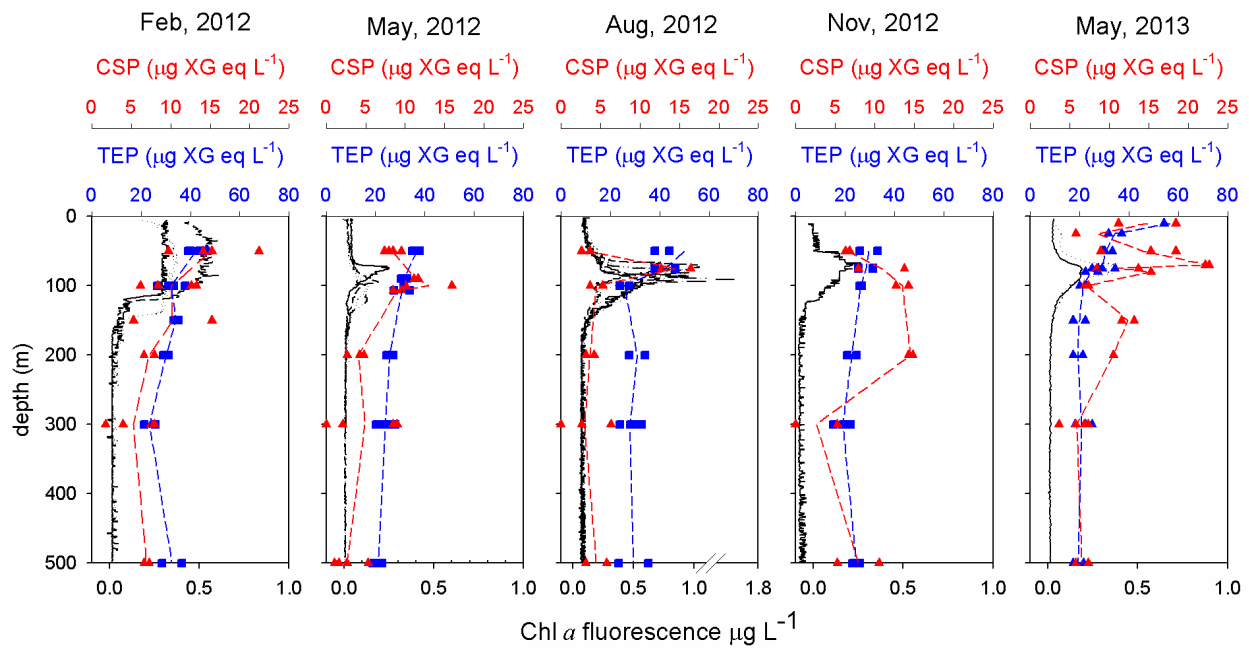 Feb, 2012 May, 2012 Aug, 2012 Nov, 2012 May, 2013
CSP (μg XG eq L⁻¹) CSP (μg XG eq L⁻¹) CSP (μg XG eq L⁻¹) CSP (μg XG eq L⁻¹) CSP (μg XG eq L⁻¹)
0 5 10 15 20 25 0 5 10 15 20 25 0 5 10 15 20 25 0 5 10 15 20 25 0 5 10 15 20 25
TEP (μg XG eq L⁻¹) TEP (μg XG eq L⁻¹) TEP (μg XG eq L⁻¹) TEP (μg XG eq L⁻¹) TEP (μg XG eq L⁻¹)
0 20 40 60 80 0 20 40 60 80 0 20 40 60 80 0 20 40 60 80 0 20 40 60 80
0
100
200
300
400
500
depth (m)
0.0 0.5 1.0 0.0 0.5 1.0 0.0 0.5 1.0 1.8 0.0 0.5 1.0 0.0 0.5 1.0
Chl a fluorescence μg L⁻¹